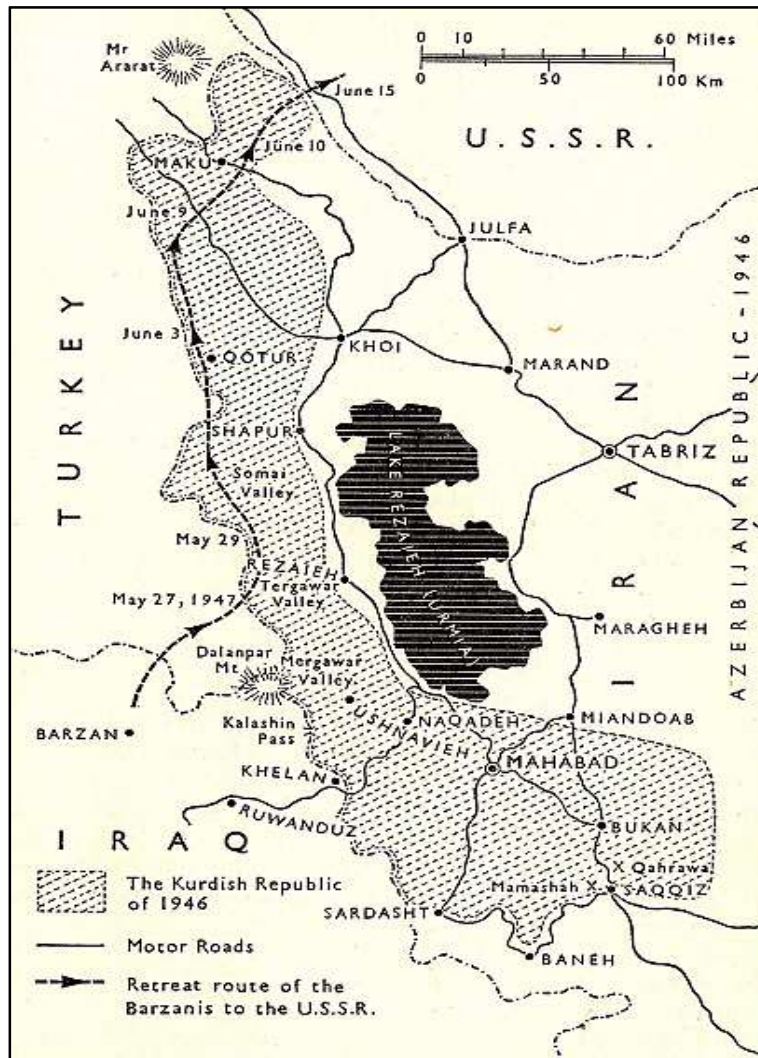 Mr
Ararat
0 10 60 Miles
0 50 100 Km
June 15
U.S.S.R.
June 10
MAKU
June 9
JULFA
TURKEY
June 3
QOTUR
KHOI
MARAND
AZERBIJAN REPUBLIC-1946
IRAN
TABRIZ
SHAPUR
LAKE REZAIEH (URMIA)
Somai
Valley
May 29
REZAIEH
Tergawar
Valley
May 27, 1947
MARAGHEH
Dalanpar
Mt
Mergawar
Valley
USHNAVIEH
NAQADEH
MIANDOAB
Kalashin
Pass
BARZAN
MAHABAD
KHELAN
RUWANDUZ
BUKAN
IRAQ
X Qahrawa
Mamashah X
SAQQIZ
The Kurdish Republic
of 1946
SARDASHT
Motor Roads
BANEH
Retreat route of the
Barzanis to the U.S.S.R.